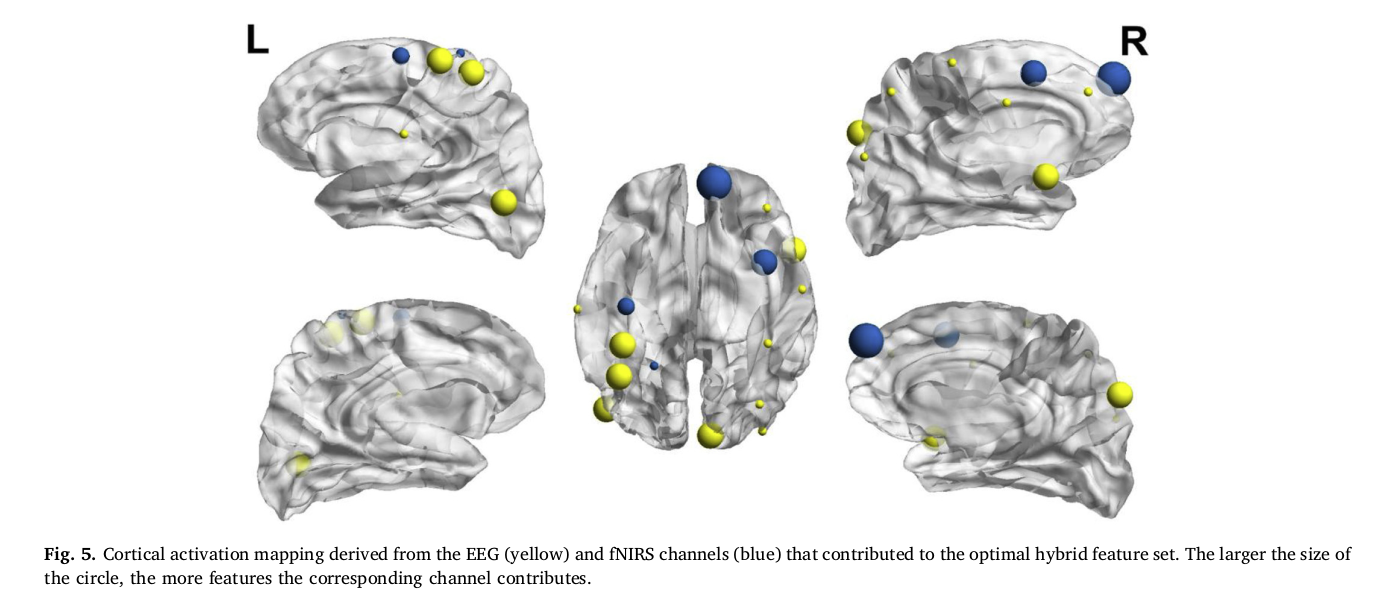 L
R
Fig. 5. Cortical activation mapping derived from the EEG (yellow) and fNIRS channels (blue) that contributed to the optimal hybrid feature set. The larger the size of
the circle, the more features the corresponding channel contributes.